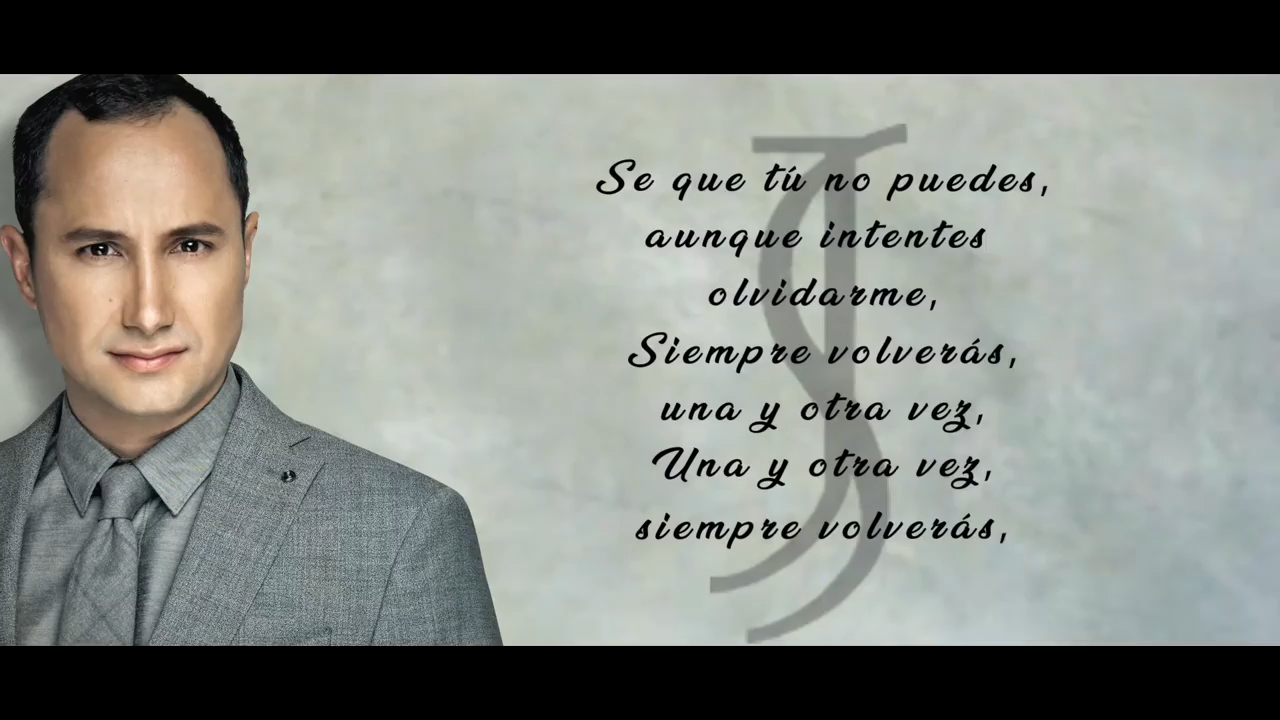 Se que tú no puedes,
aunque intentes
olvidarme,
Siempre volverás,
una y otra vez,
Una y otra vez,
siempre volverás,